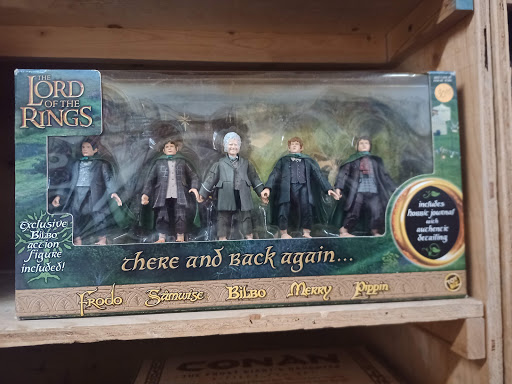 THE
LORD
OF THE
RINGS
Exclusive
Bilbo
action
figure
included!
includes
hobbit journal
with
authentic
detailing
There and Back Again...
Frodo Samwise Bilbo Merry Pippin
CONAN